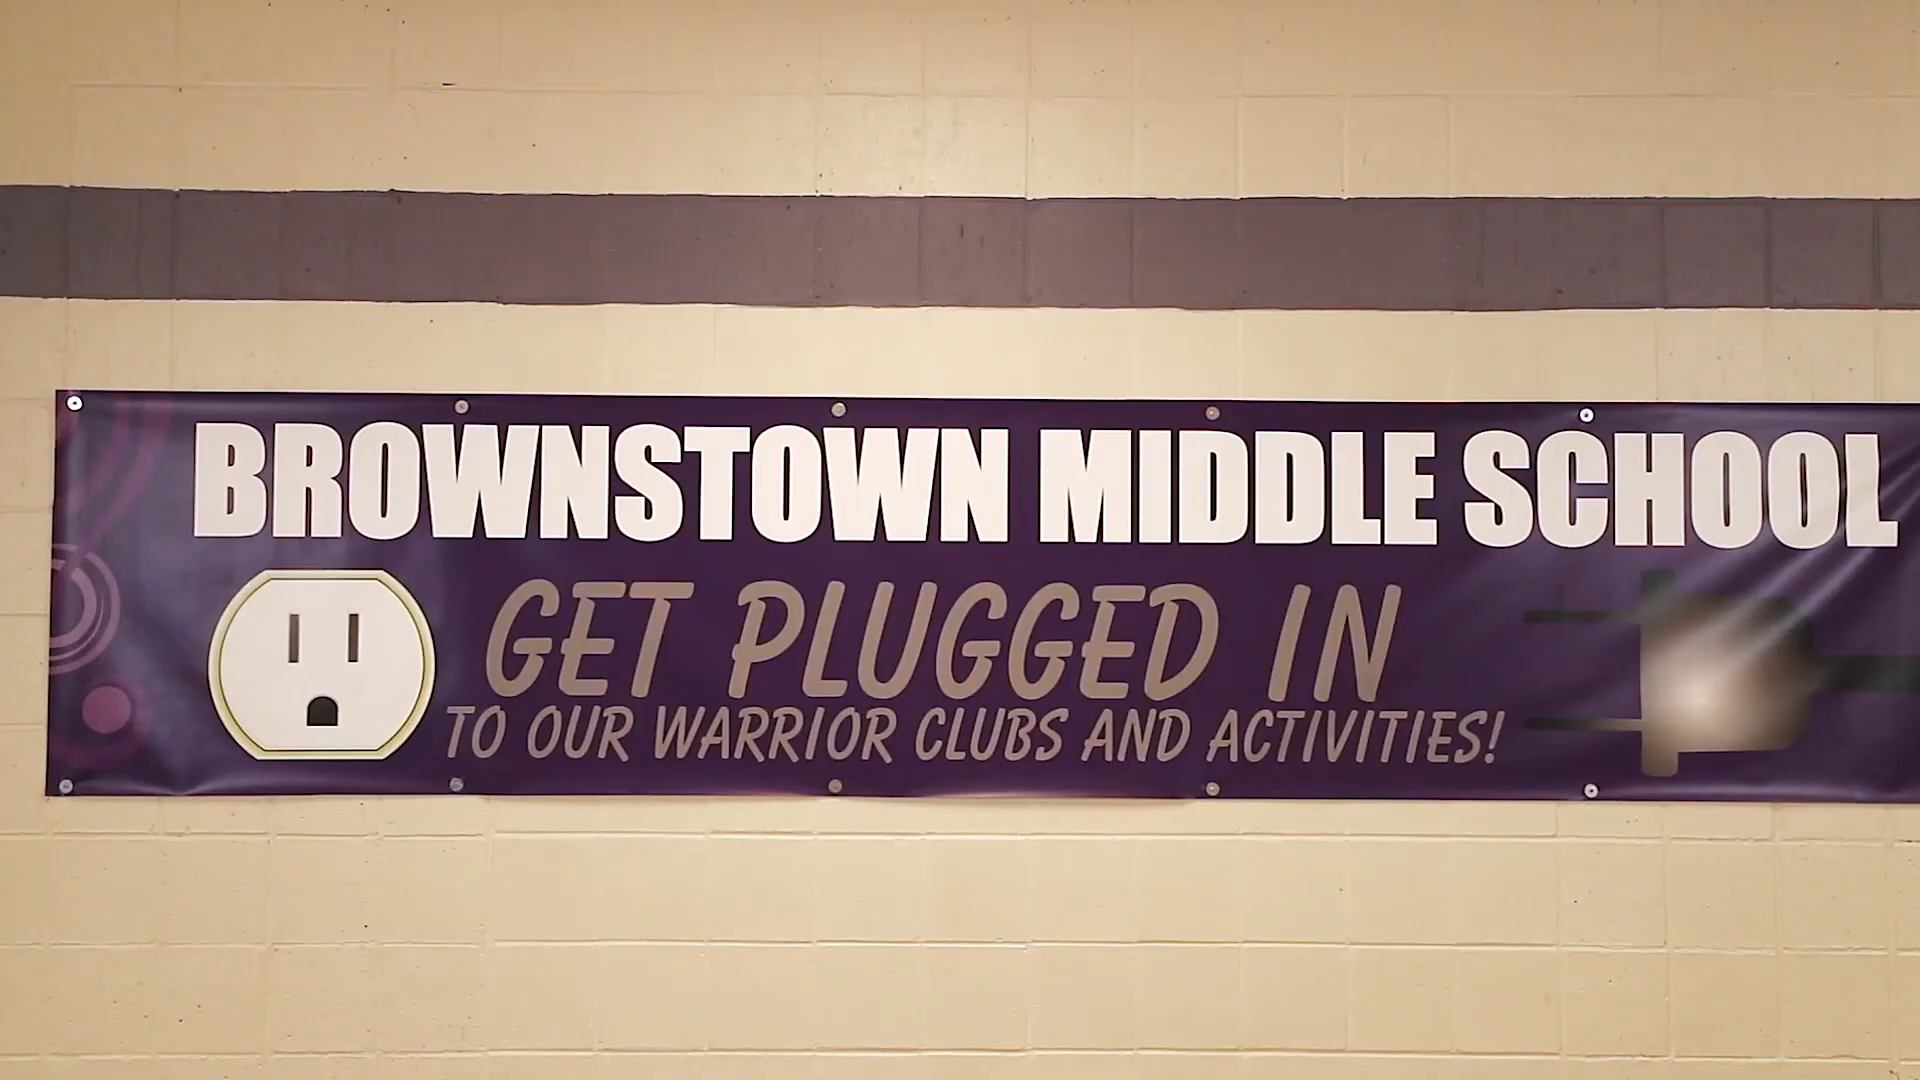 BROWNSTOWN MIDDLE SCHOOL
GET PLUGGED IN
TO OUR WARRIOR CLUBS AND ACTIVITIES!